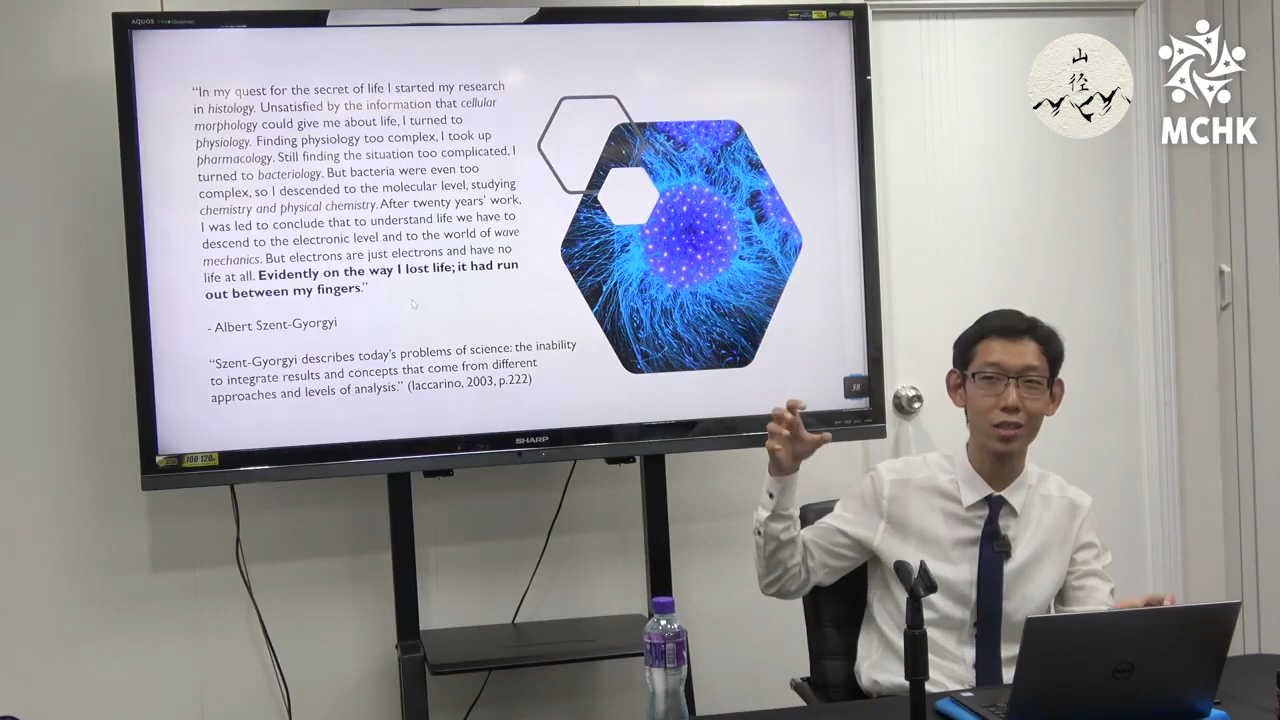 AQUOS
"In my quest for the secret of life I started my research
in histology. Unsatisfied by the information that cellular
morphology could give me about life, I turned to
physiology. Finding physiology too complex, I took up
pharmacology. Still finding the situation too complicated, I
turned to bacteriology. But bacteria were even too
complex, so I descended to the molecular level, studying
chemistry and physical chemistry. After twenty years' work,
I was led to conclude that to understand life we have to
descend to the electronic level and to the world of wave
mechanics. But electrons are just electrons and have no
life at all. Evidently on the way I lost life; it had run
out between my fingers."
- Albert Szent-Gyorgyi
"Szent-Gyorgyi describes today's problems of science: the inability
to integrate results and concepts that come from different
approaches and levels of analysis." (Iaccarino, 2003, p.222)
38
SHARP
山
径
MCHK
DELL